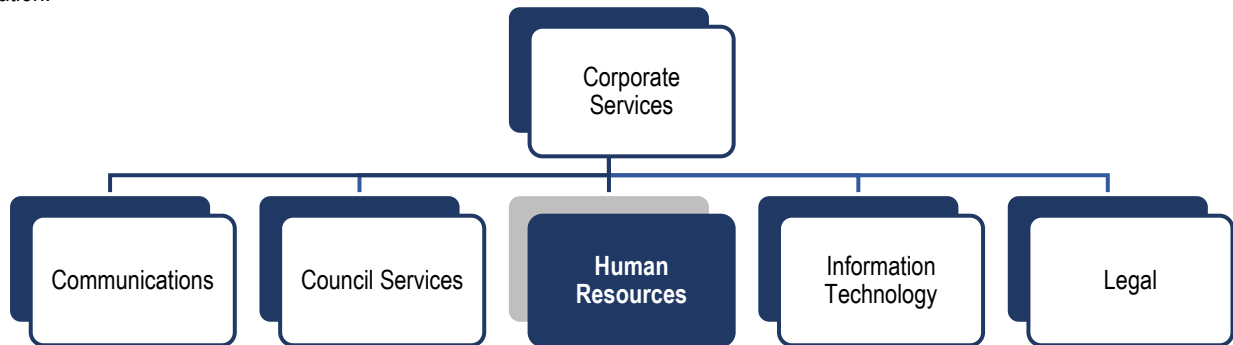 Corporate
Services
Communications
Council Services
Human
Resources
Information
Technology
Legal